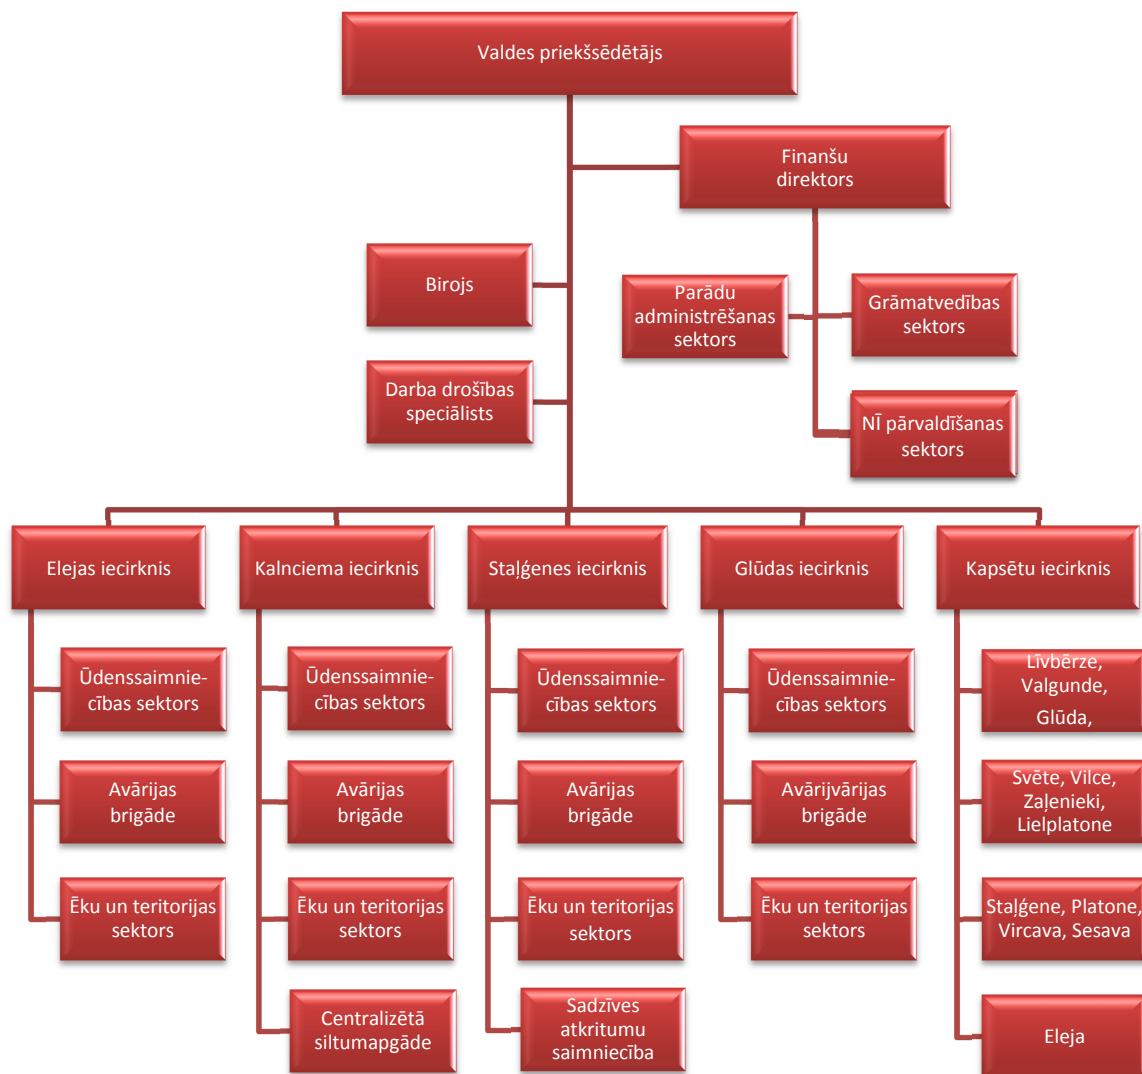 Valdes priekšsēdētājs
Finanšu
direktors
Birojs
Parādu
administrēšanas
sektors
Grāmatvedības
sektors
Darba drošības
speciālists
NĪ pārvaldīšanas
sektors
Elejas iecirknis
Kalnciema iecirknis
Staļģenes iecirknis
Glūdas iecirknis
Kapsētu iecirknis
Ūdenssaimnie-
cības sektors
Avārijas
brigāde
Ēku un teritorijas
sektors
Ūdenssaimnie-
cības sektors
Avārijas
brigāde
Ēku un teritorijas
sektors
Centralizētā
siltumapgāde
Ūdenssaimnie-
cības sektors
Avārijas
brigāde
Ēku un teritorijas
sektors
Sadzīves
atkritumu
saimniecība
Ūdenssaimnie-
cības sektors
Avārijvārijas
brigāde
Ēku un teritorijas
sektors
Līvbērze,
Valgunde,
Glūda,
Svēte, Vilce,
Zaļenieki,
Lielplatone
Staļģene, Platone,
Vircava, Sesava
Eleja